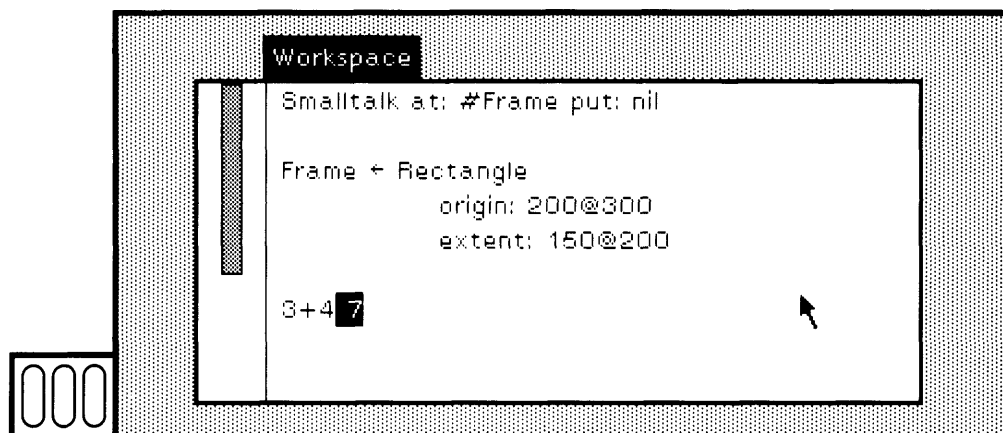 Workspace
Smalltalk at: #Frame put: nil
Frame ← Rectangle
origin: 200@300
extent: 150@200
3+4 7